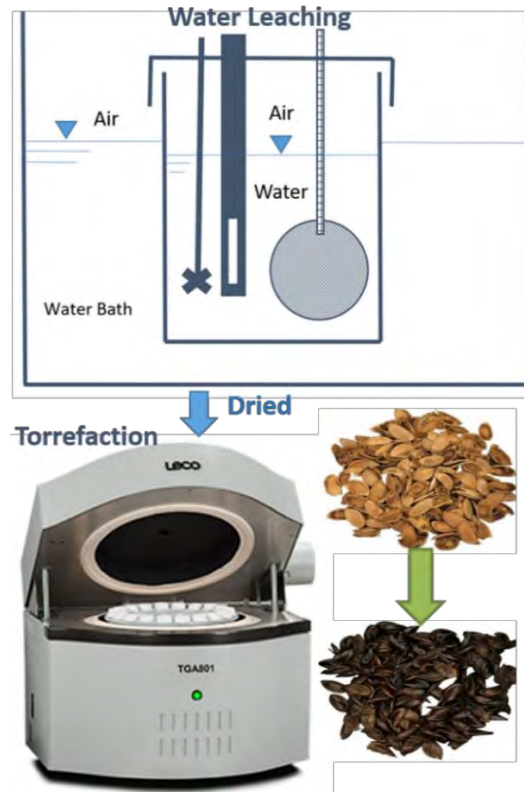 Water Leaching
Air
Air
Water
Water Bath
Dried
Torrefaction
LECO
TGA801